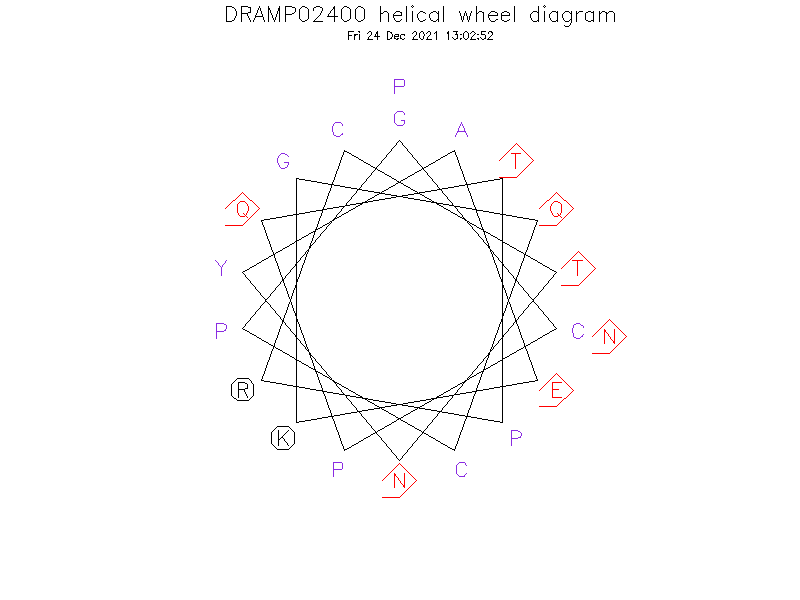 DRAMP02400 helical wheel diagram
Fri 24 Dec 2021 13:02:52
P
C G A
G T
Q Q
Y T
P C N
R E
K P
P C
N